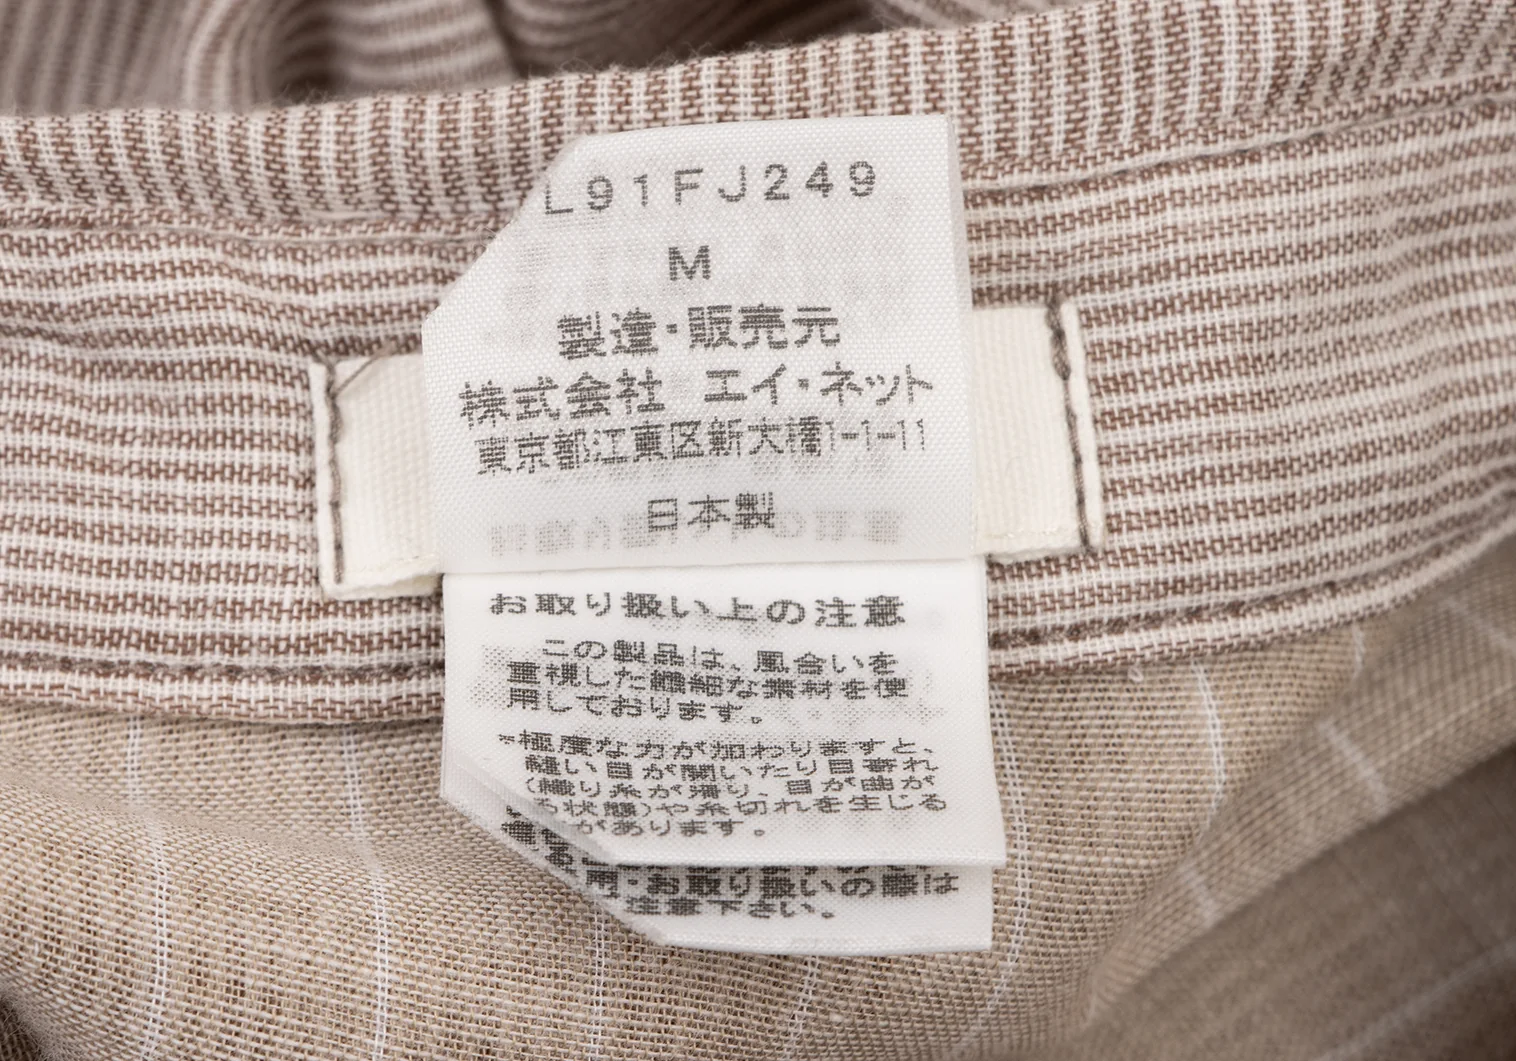 L91FJ249
M
製造・販売元
株式会社 エイ・ネット
東京都江東区新大橋1-1-11
日本製
お取り扱い上の注意
この製品は、風合いを
重視した繊細な素材を使
用しております。
極度な力が加わりますと、
縫い目が開いたり目寄れ
(織り糸が滑り、目が曲が
る状態)や糸切れを生じる
があります。
用・お取り扱いの際は
注意下さい。